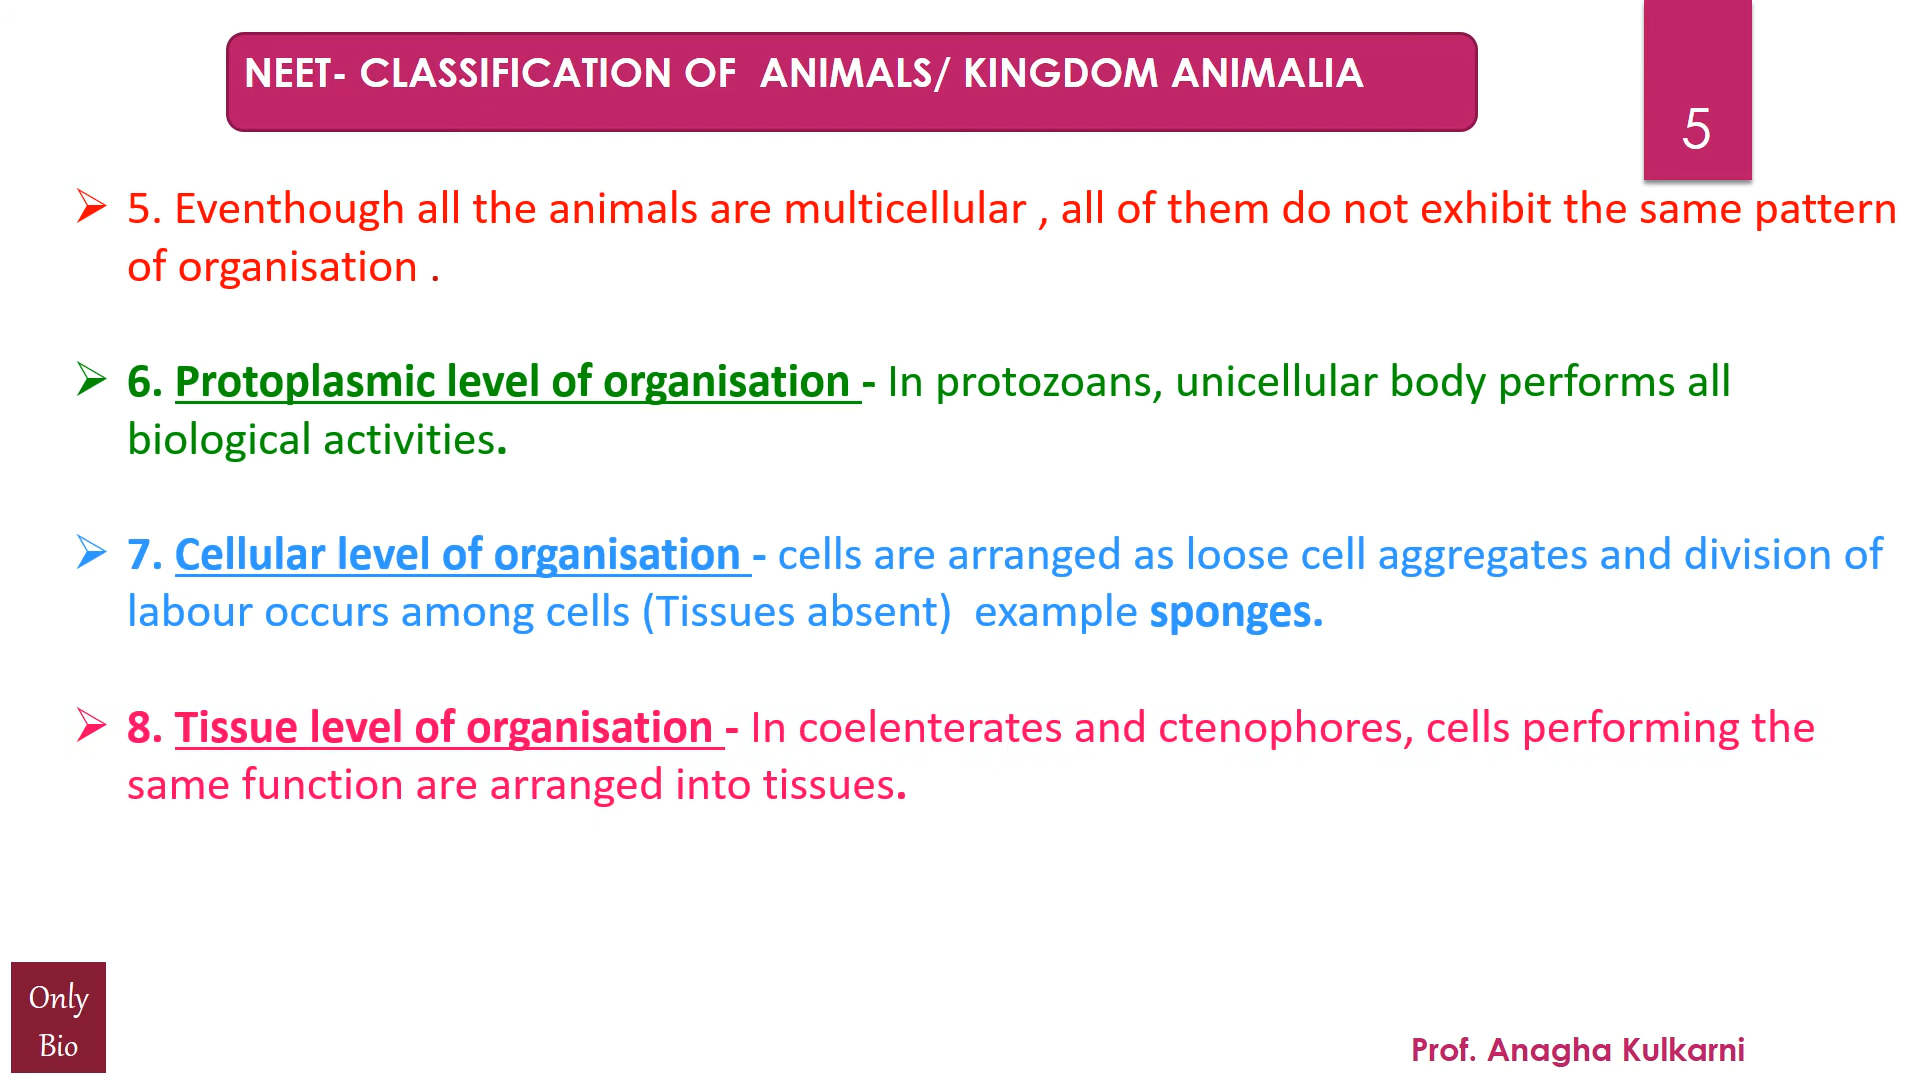 NEET- CLASSIFICATION OF  ANIMALS/ KINGDOM ANIMALIA
5
➢ 5. Eventhough all the animals are multicellular , all of them do not exhibit the same pattern
of organisation .
➢ 6. Protoplasmic level of organisation - In protozoans, unicellular body performs all
biological activities.
➢ 7. Cellular level of organisation - cells are arranged as loose cell aggregates and division of
labour occurs among cells (Tissues absent)  example sponges.
➢ 8. Tissue level of organisation - In coelenterates and ctenophores, cells performing the
same function are arranged into tissues.
Only
Bio
Prof. Anagha Kulkarni